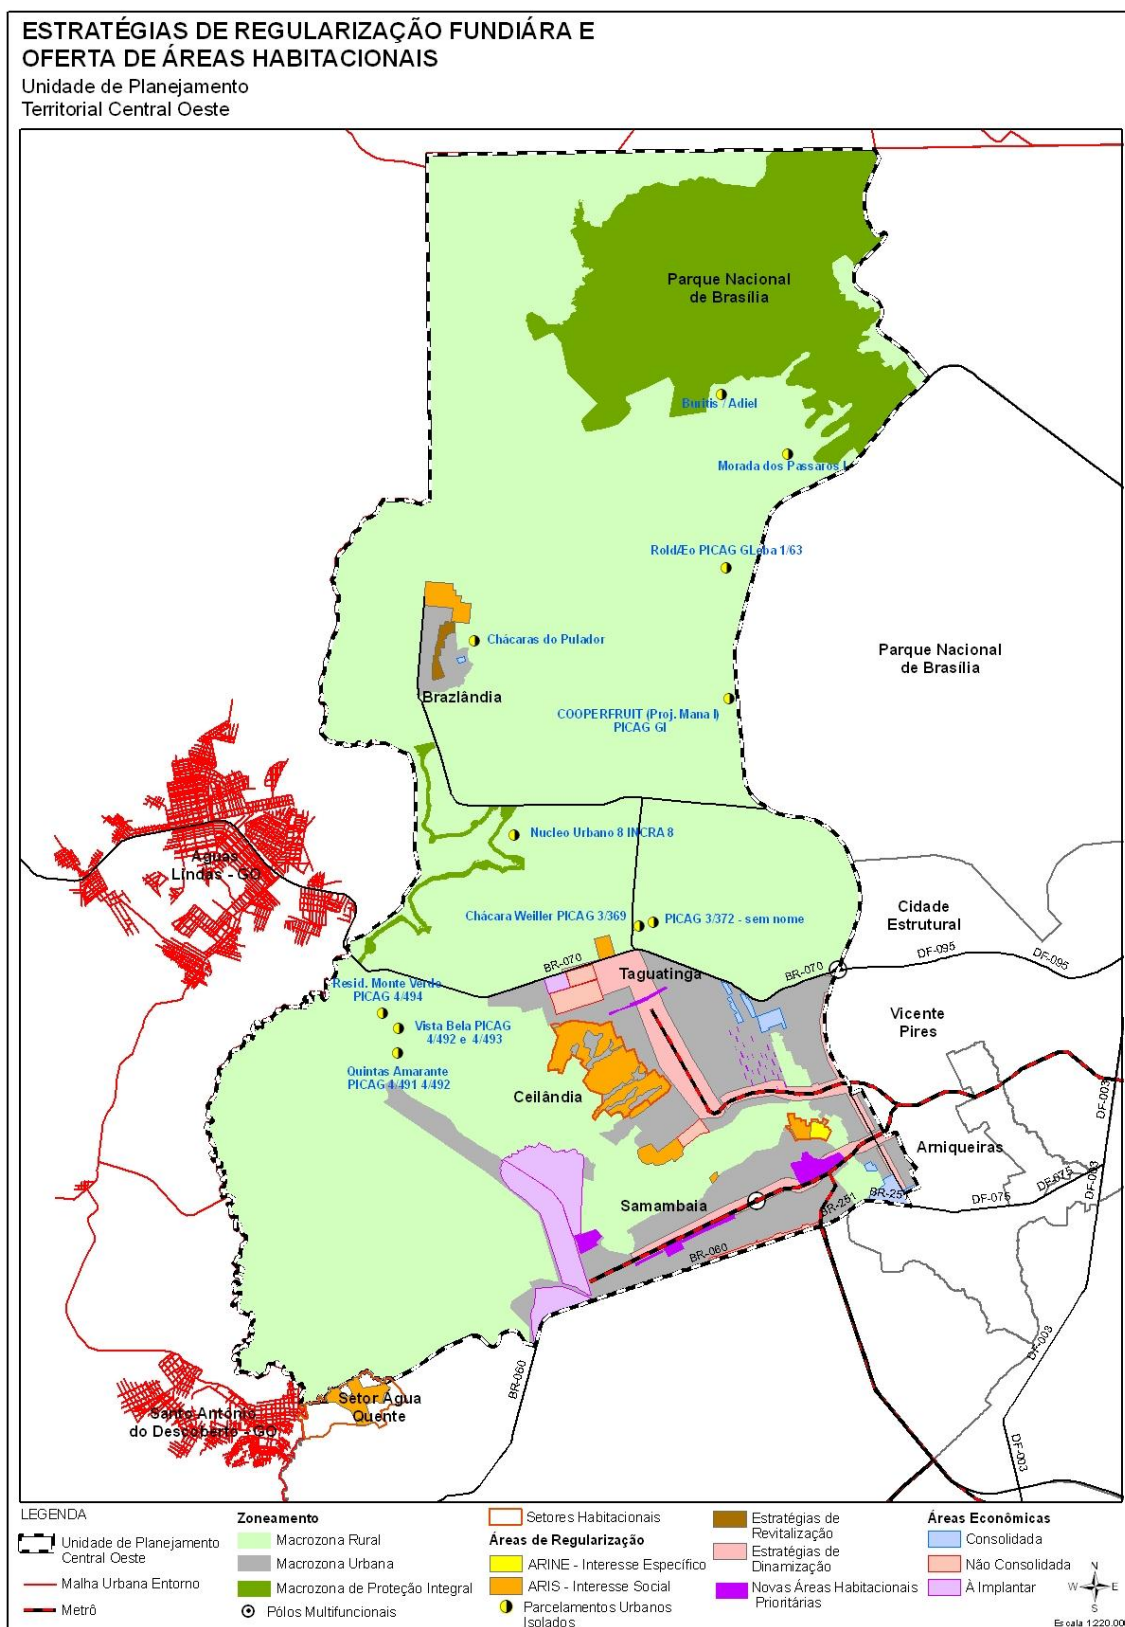 ESTRATÉGIAS DE REGULARIZAÇÃO FUNDIÁRA E
OFERTA DE ÁREAS HABITACIONAIS
Unidade de Planejamento
Territorial Central Oeste
Parque Nacional
de Brasília
Buritis / Adiel
Morada dos Passaros I
Rold/Eo PICAG GLeba 1/63
Chácaras do Pulador
Parque Nacional
de Brasília
Brazlândia
COOPERFRUIT (Proj. Mana I)
PICAG GI
Nucleo Urbano 8 INCRA 8
Águas
Lindas - GO
Chácara Weiller PICAG 3/369
PICAG 3/372 - sem nome
Cidade
Estrutural
BR-070
Taguatinga
BR-070
DF-095
DF-095
Resid. Monte Verde
PICAG 4/494
Vista Bela PICAG
4/492 e 4/493
Vicente
Pires
Quintas Amarante
PICAG 4/491 4/492
Ceilândia
DF-003
Arniqueiras
DF-003
DF-075
DF-075
Samambaia
BR-251
BR-251
BR-060
DF-003
BR-060
Setor Água
Quente
Santo Antônio
do Descoberto - GO
DF-003
LEGENDA
Unidade de Planejamento
Central Oeste
Malha Urbana Entorno
Metrô
Zoneamento
Macrozona Rural
Macrozona Urbana
Macrozona de Proteção Integral
Pólos Multifuncionais
Setores Habitacionais
Áreas de Regularização
ARINE - Interesse Específico
ARIS - Interesse Social
Parcelamentos Urbanos
Isolados
Estratégias de
Revitalização
Estratégias de
Dinamização
Novas Áreas Habitacionais
Prioritárias
Áreas Econômicas
Consolidada
Não Consolidada
À Implantar
N
W
E
S
Escala 1:220.000